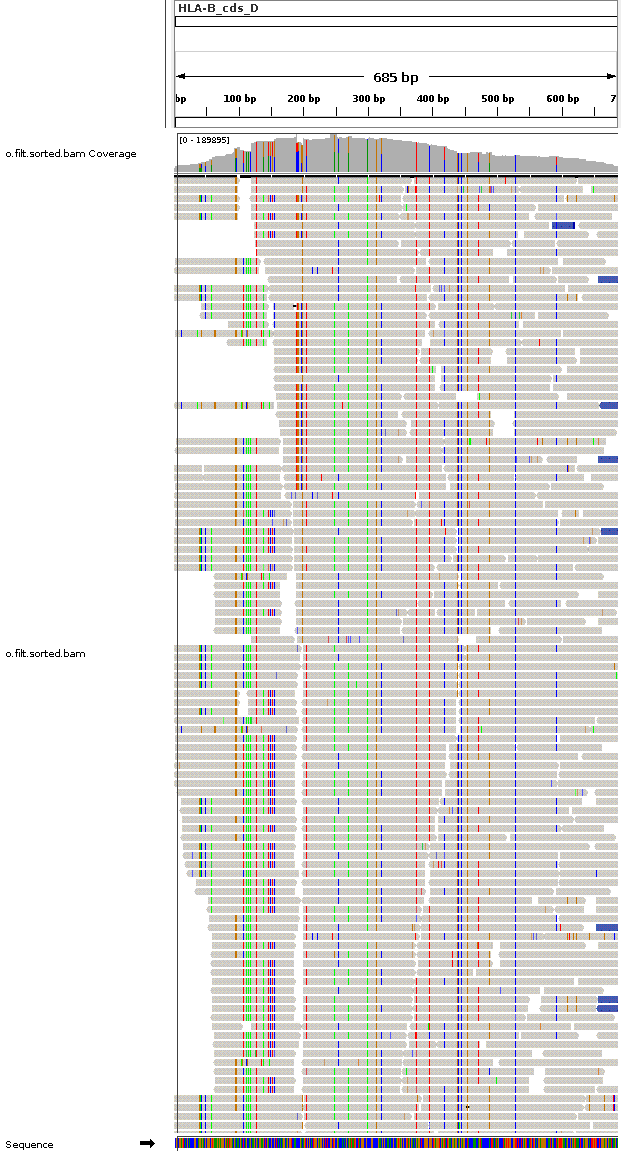 HLA-B_cds_D
685 bp
bp 100 bp 200 bp 300 bp 400 bp 500 bp 600 bp 7
[0 - 189895]
o.filt.sorted.bam Coverage
o.filt.sorted.bam
Sequence